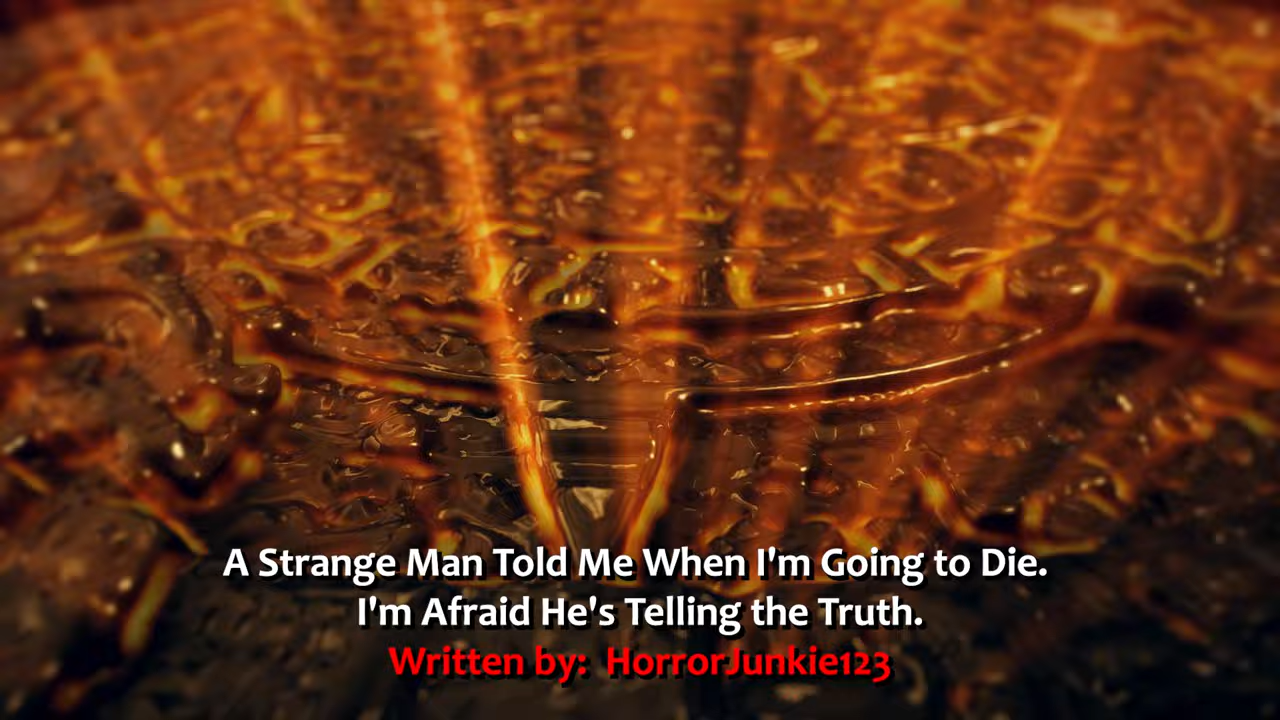 A Strange Man Told Me When I'm Going to Die.
I'm Afraid He's Telling the Truth.
Written by: HorrorJunkie123